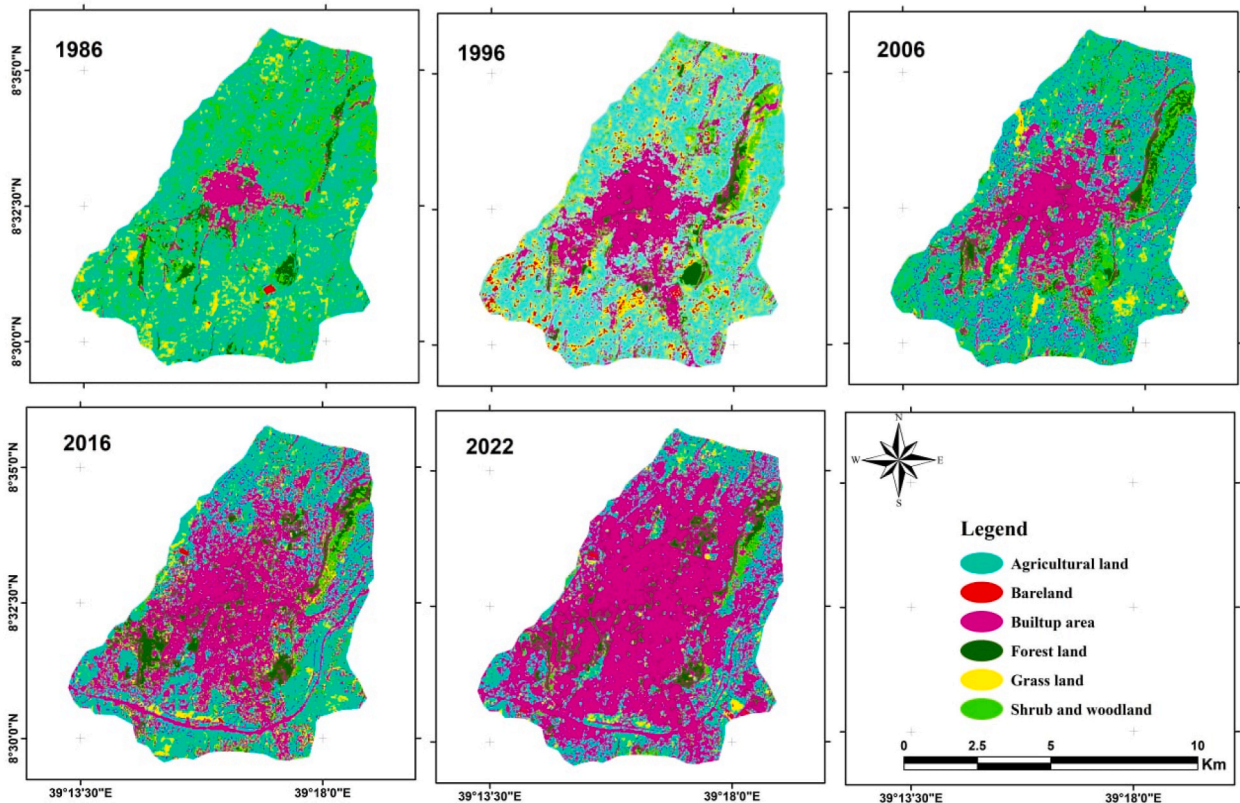 1986
1996
2006
8°35'0"N
8°32'30"N
8°30'0"N
2016
2022
8°35'0"N
8°32'30"N
8°30'0"N
N
W
E
S
Legend
Agricultural land
Bareland
Builtup area
Forest land
Grass land
Shrub and woodland
0 2.5 5 10
Km
39°13'30"E 39°18'0"E 39°13'30"E 39°18'0"E 39°13'30"E 39°18'0"E